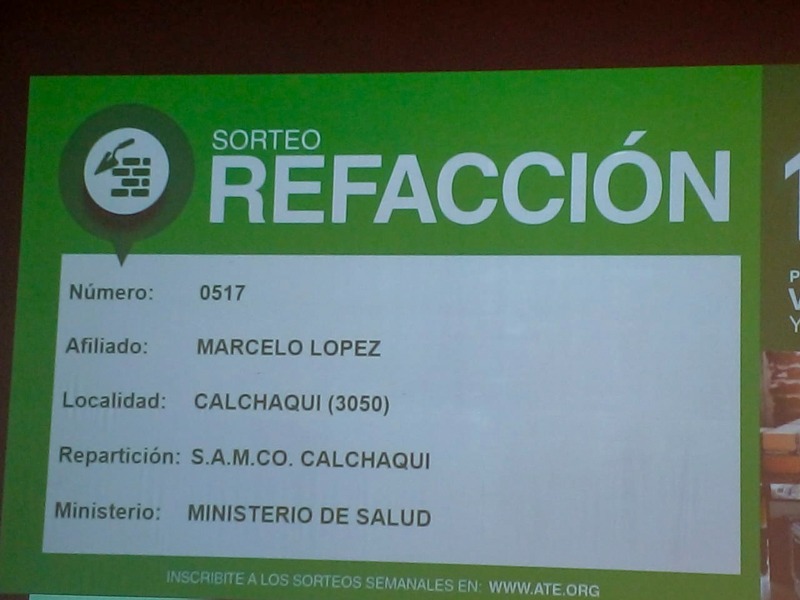 SORTEO
REFACCIÓN
Número: 0517
Afiliado: MARCELO LOPEZ
Localidad: CALCHAQUI (3050)
Repartición: S.A.M.CO. CALCHAQUI
Ministerio: MINISTERIO DE SALUD
INSCRIBITE A LOS SORTEOS SEMANALES EN: WWW.ATE.ORG